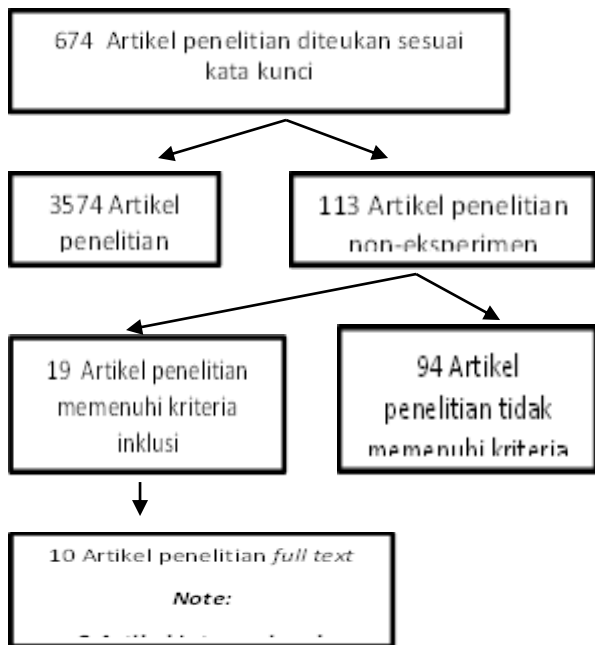 674 Artikel penelitian diteukan sesuai
kata kunci
3574 Artikel
penelitian
113 Artikel penelitian
non-eksperimen
19 Artikel penelitian
memenuhi kriteria
inklusi
94 Artikel
penelitian tidak
memenuhi kriteria
10 Artikel penelitian full text
Note: